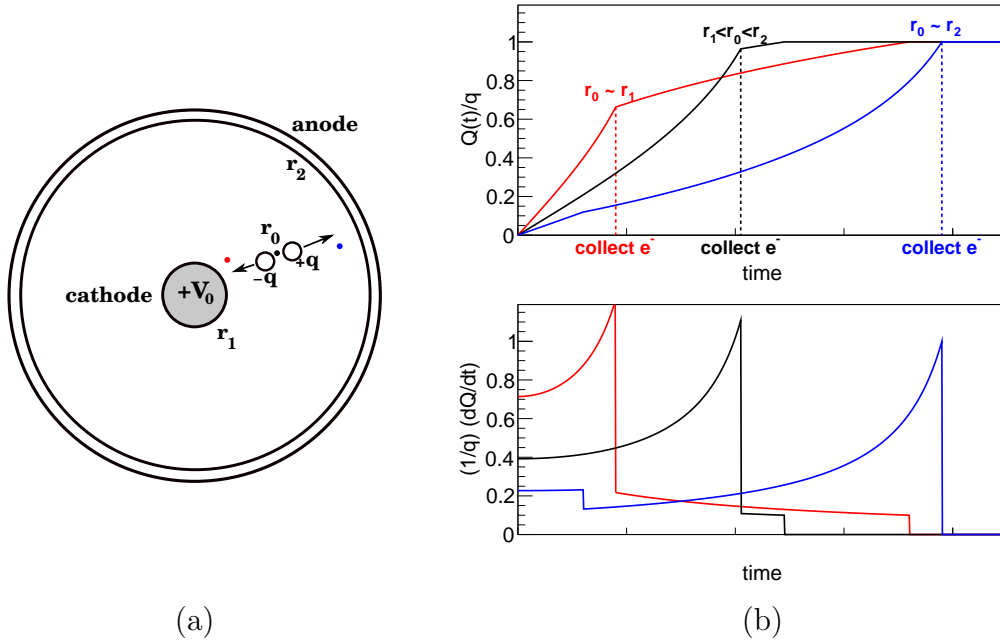 anode
r₂
r₀
+q
−q
cathode
+V₀
r₁
(a)
Q(t)/q
1
0.8
0.6
0.4
0.2
0
r₀ ~ r₁
r₁<r₀<r₂
r₀ ~ r₂
collect e⁻
collect e⁻
collect e⁻
time
(1/q) (dQ/dt)
1
0.8
0.6
0.4
0.2
0
time
(b)